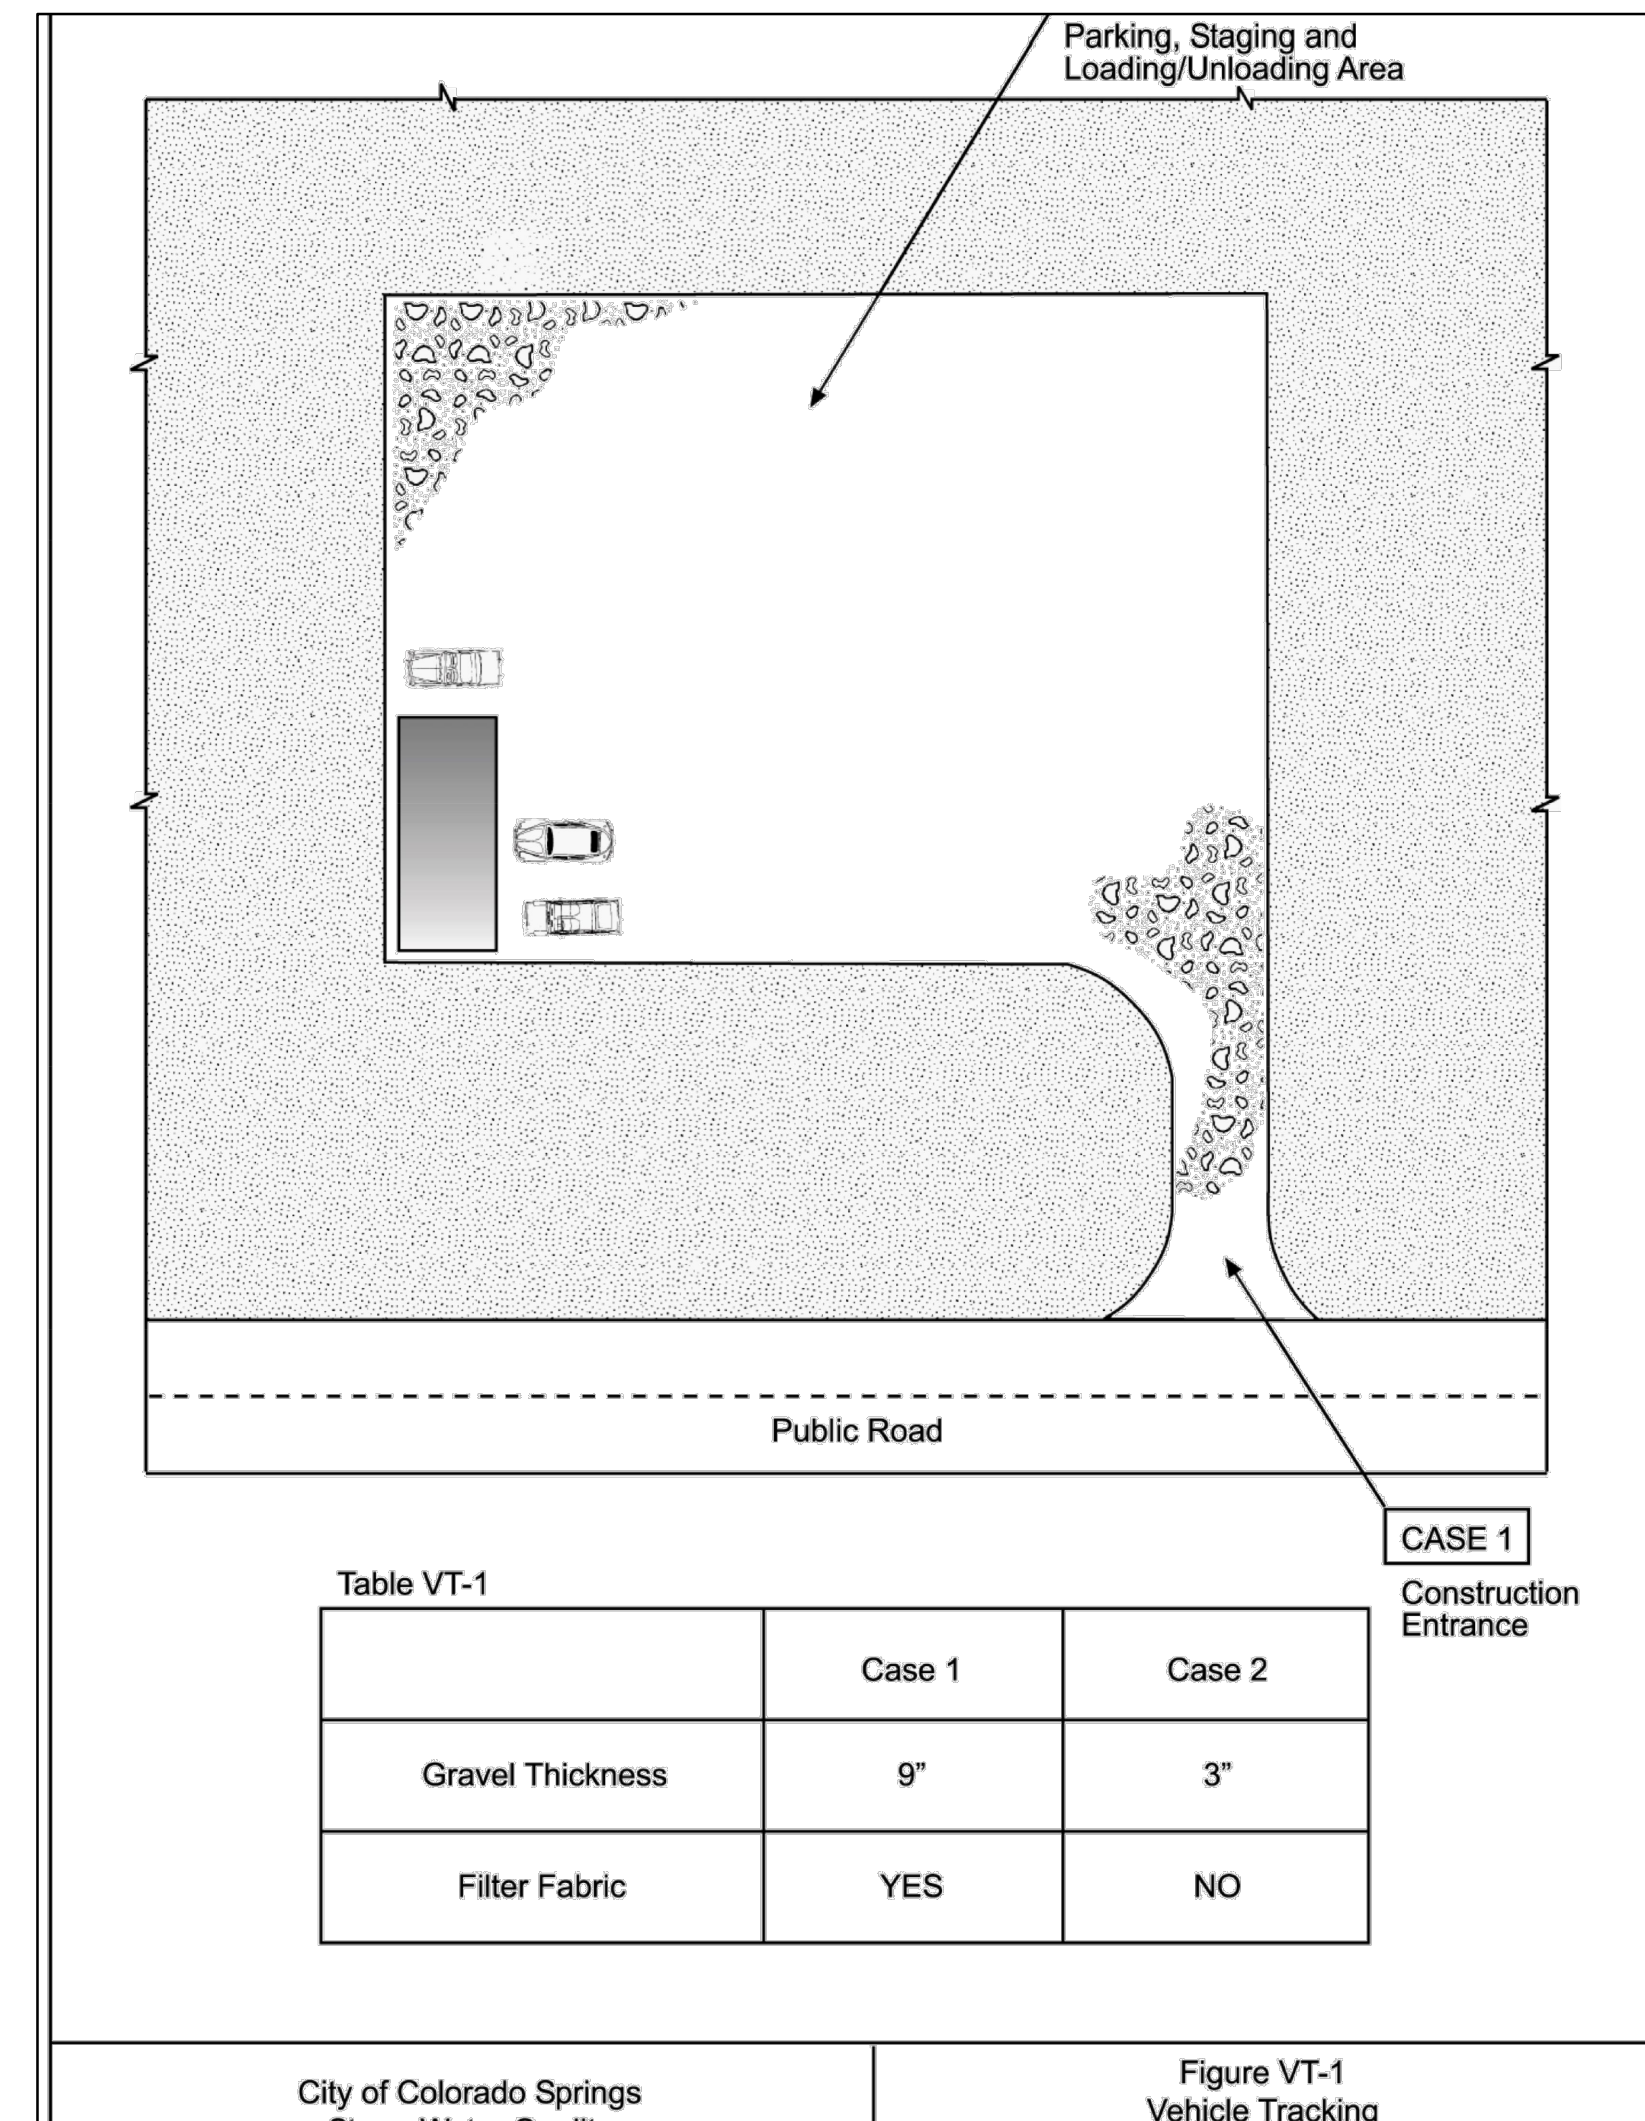 Parking, Staging and
Loading/Unloading Area
Public Road
CASE 1
Construction
Entrance
Table VT-1
Case 1 Case 2
Gravel Thickness 9” 3”
Filter Fabric YES NO
City of Colorado Springs
Figure VT-1
Vehicle Tracking